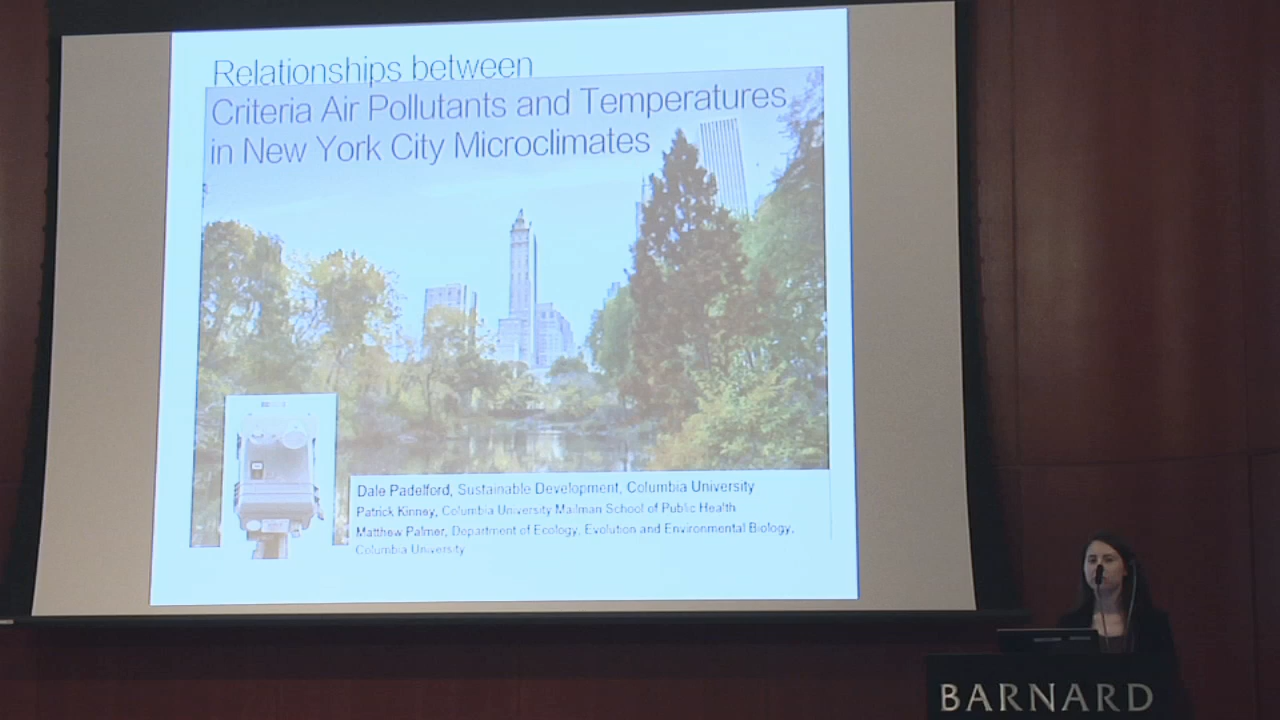 Relationships between
Criteria Air Pollutants and Temperatures
in New York City Microclimates
Dale Padelford, Sustainable Development, Columbia University
Patrick Kinney, Columbia University Mailman School of Public Health
Matthew Palmer, Department of Ecology, Evolution and Environmental Biology,
Columbia University
BARNARD